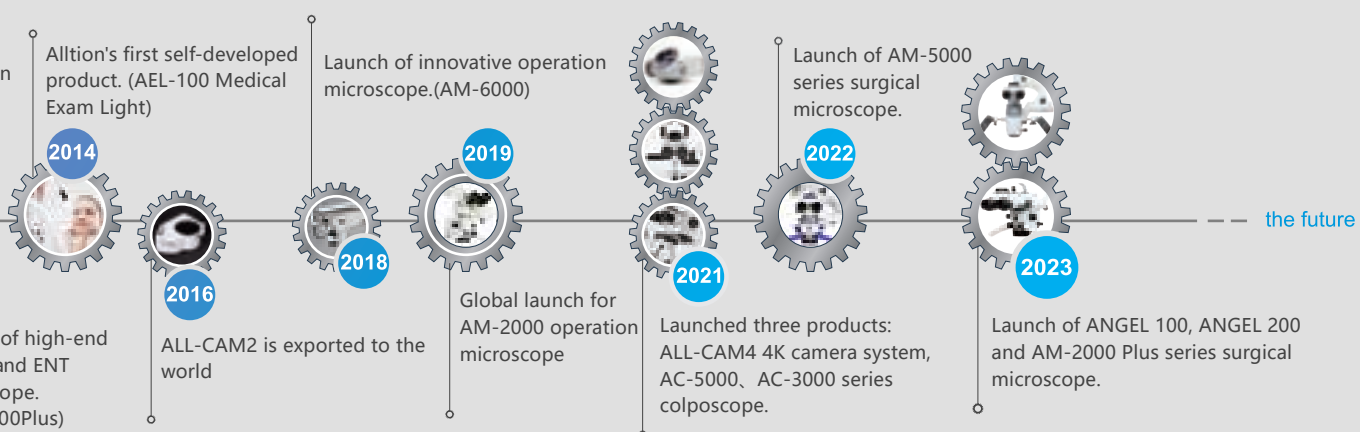 n
Alltion's first self-developed
product. (AEL-100 Medical
Exam Light)
2014
of high-end
and ENT
ope.
00Plus)
2016
ALL-CAM2 is exported to the
world
Launch of innovative operation
microscope.(AM-6000)
2018
2019
Global launch for
AM-2000 operation
microscope
2021
Launched three products:
ALL-CAM4 4K camera system,
AC-5000、AC-3000 series
colposcope.
Launch of AM-5000
series surgical
microscope.
2022
2023
Launch of ANGEL 100, ANGEL 200
and AM-2000 Plus series surgical
microscope.
the future